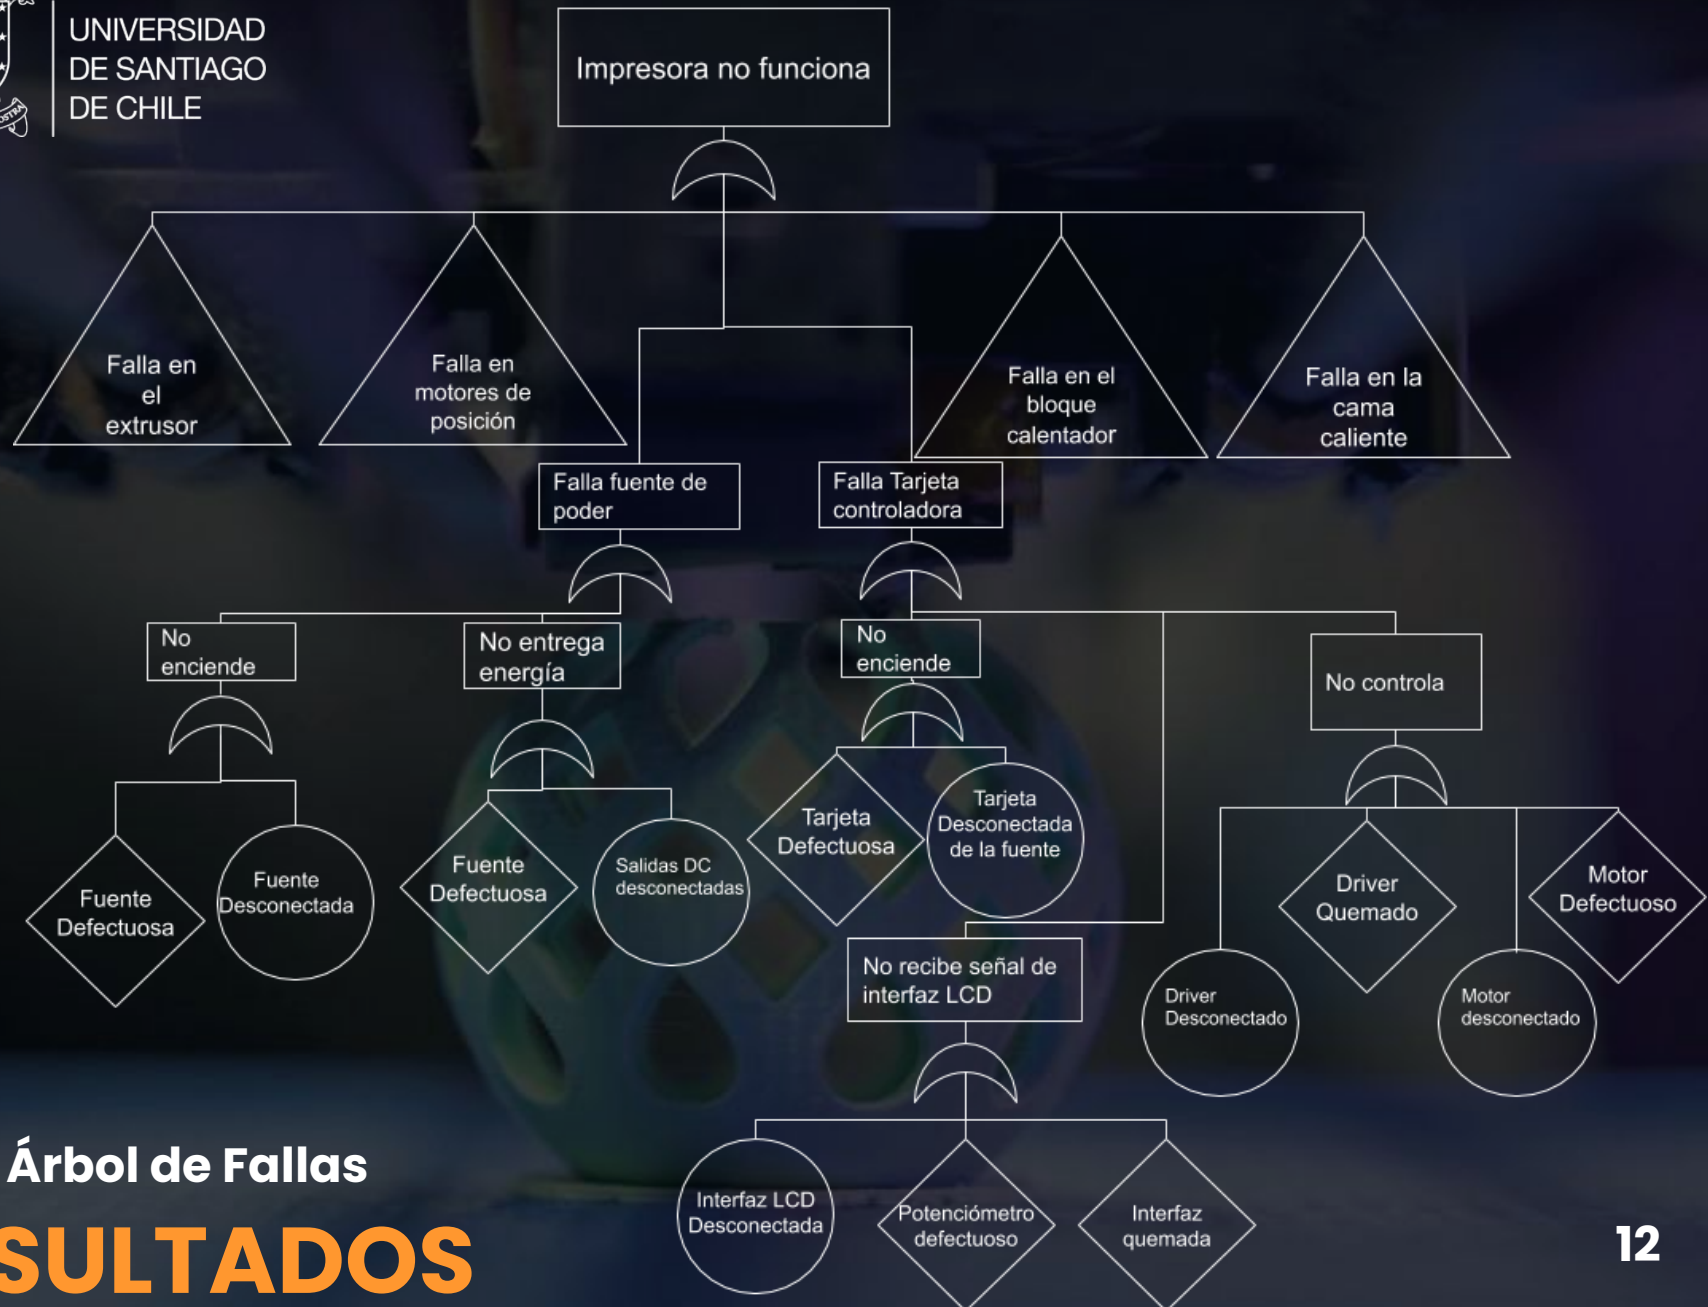 UNIVERSIDAD
DE SANTIAGO
DE CHILE
Impresora no funciona
Falla en
el
extrusor
Falla en
motores de
posición
Falla en el
bloque
calentador
Falla en la
cama
caliente
Falla fuente de
poder
Falla Tarjeta
controladora
No
enciende
No entrega
energía
No
enciende
No controla
Fuente
Defectuosa
Fuente
Desconectada
Fuente
Defectuosa
Salidas DC
desconectadas
Tarjeta
Defectuosa
Tarjeta
Desconectada
de la fuente
Driver
Quemado
Motor
Defectuoso
No recibe señal de
interfaz LCD
Driver
Desconectado
Motor
desconectado
Interfaz LCD
Desconectada
Potenciómetro
defectuoso
Interfaz
quemada
Árbol de Fallas
SULTADOS
12